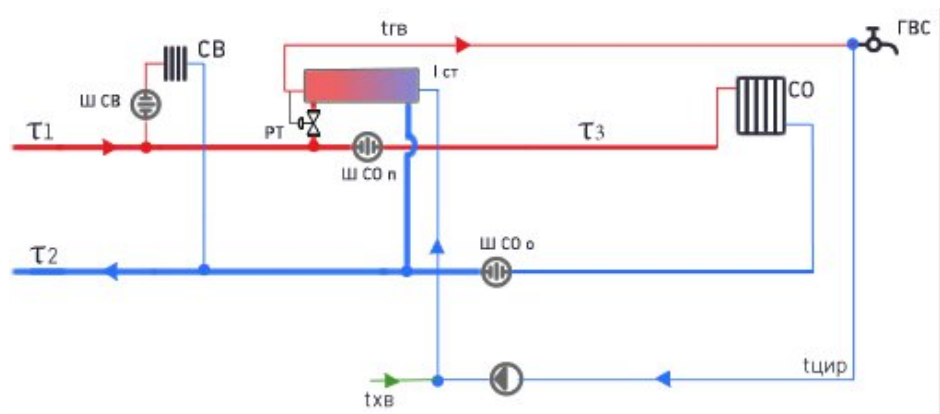 tгв
ГВС
СВ
I ст
СО
Ш СВ
τ1
РТ
τ3
Ш СО п
τ2
Ш СО о
tцир
tхв